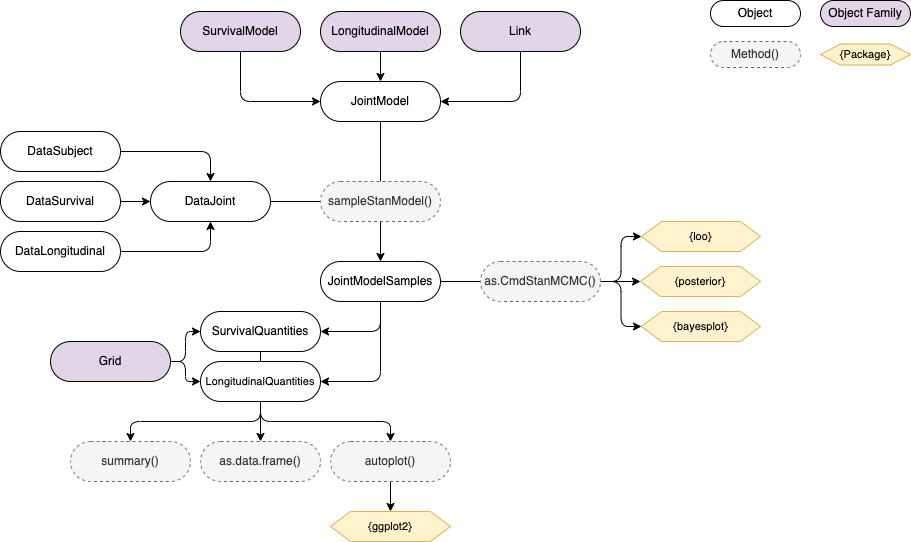 SurvivalModel
LongitudinalModel
Link
Object
Object Family
Method()
{Package}
JointModel
DataSubject
DataSurvival
DataJoint
sampleStanModel()
DataLongitudinal
{loo}
JointModelSamples
as.CmdStanMCMC()
{posterior}
{bayesplot}
SurvivalQuantities
Grid
LongitudinalQuantities
summary()
as.data.frame()
autoplot()
{ggplot2}